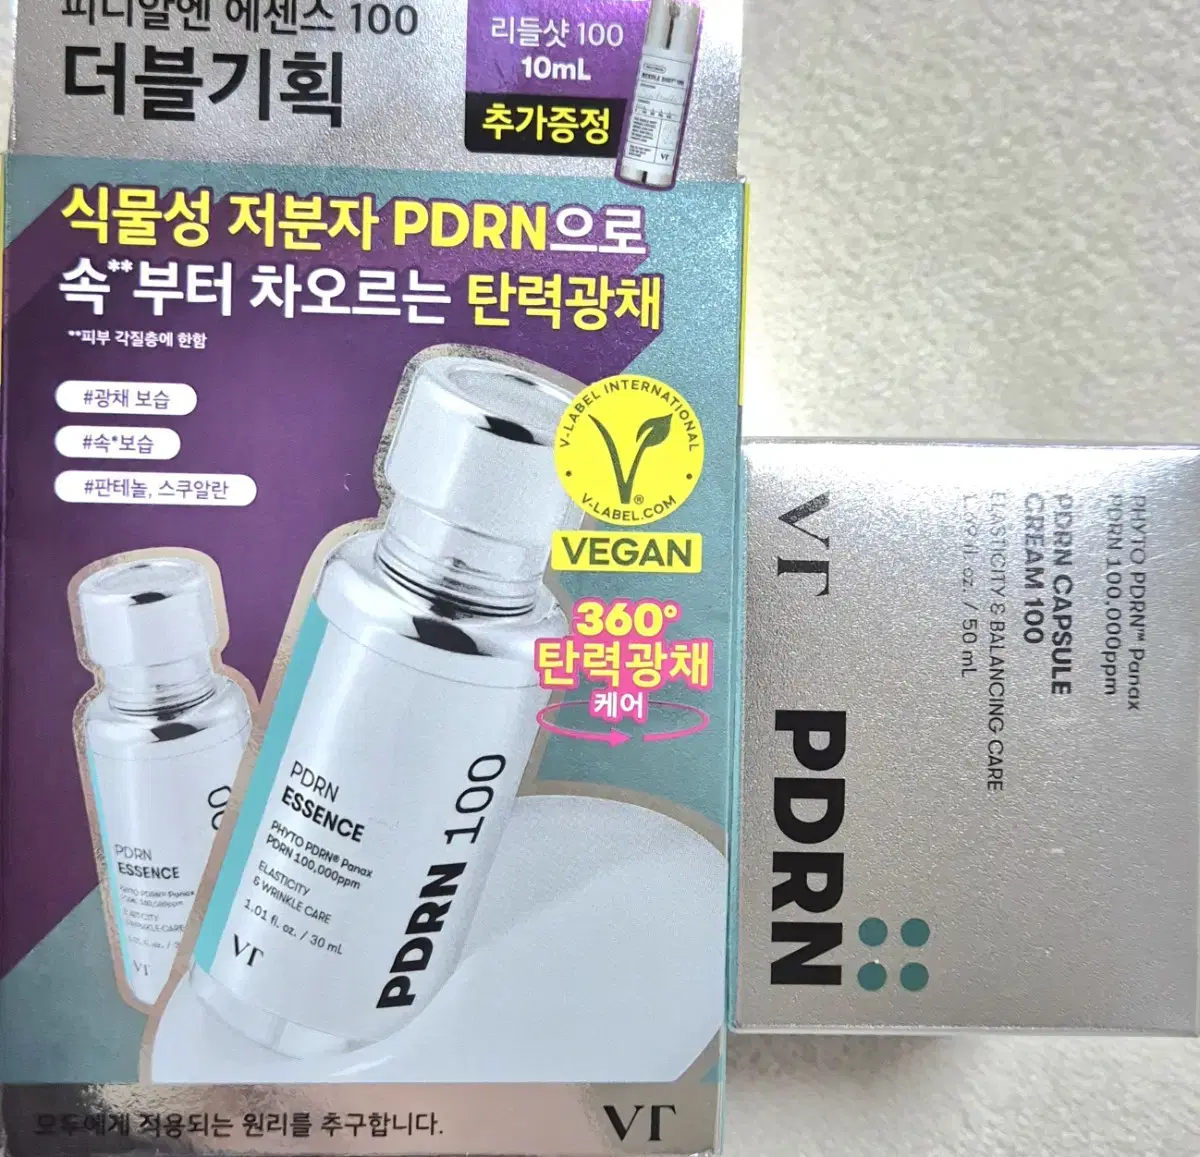 피디알엔 에센스 100
더블기획
리들샷 100
10mL
추가증정
VT
식물성 저분자 PDRN으로
속**부터 차오르는 탄력광채
**피부 각질층에 한함
#광채 보습
#속*보습
#판테놀, 스쿠알란
V-LABEL INTERNATIONAL
V-LABEL.COM
VEGAN
360°
탄력광채
케어
PDRN
ESSENCE
VT
PDRN
ESSENCE
PHYTO PDRN® Panax
PDRN 100,000ppm
ELASTICITY
& WRINKLE CARE
1.01 fl. oz. / 30 mL
VT
PDRN 100
모두에게 적용되는 원리를 추구합니다.
VT
PHYTO PDRN™ Panax
PDRN 100,000ppm
PDRN CAPSULE
CREAM 100
ELASTICITY & BALANCING CARE
1.69 fl. oz. / 50 mL
VT
PDRN